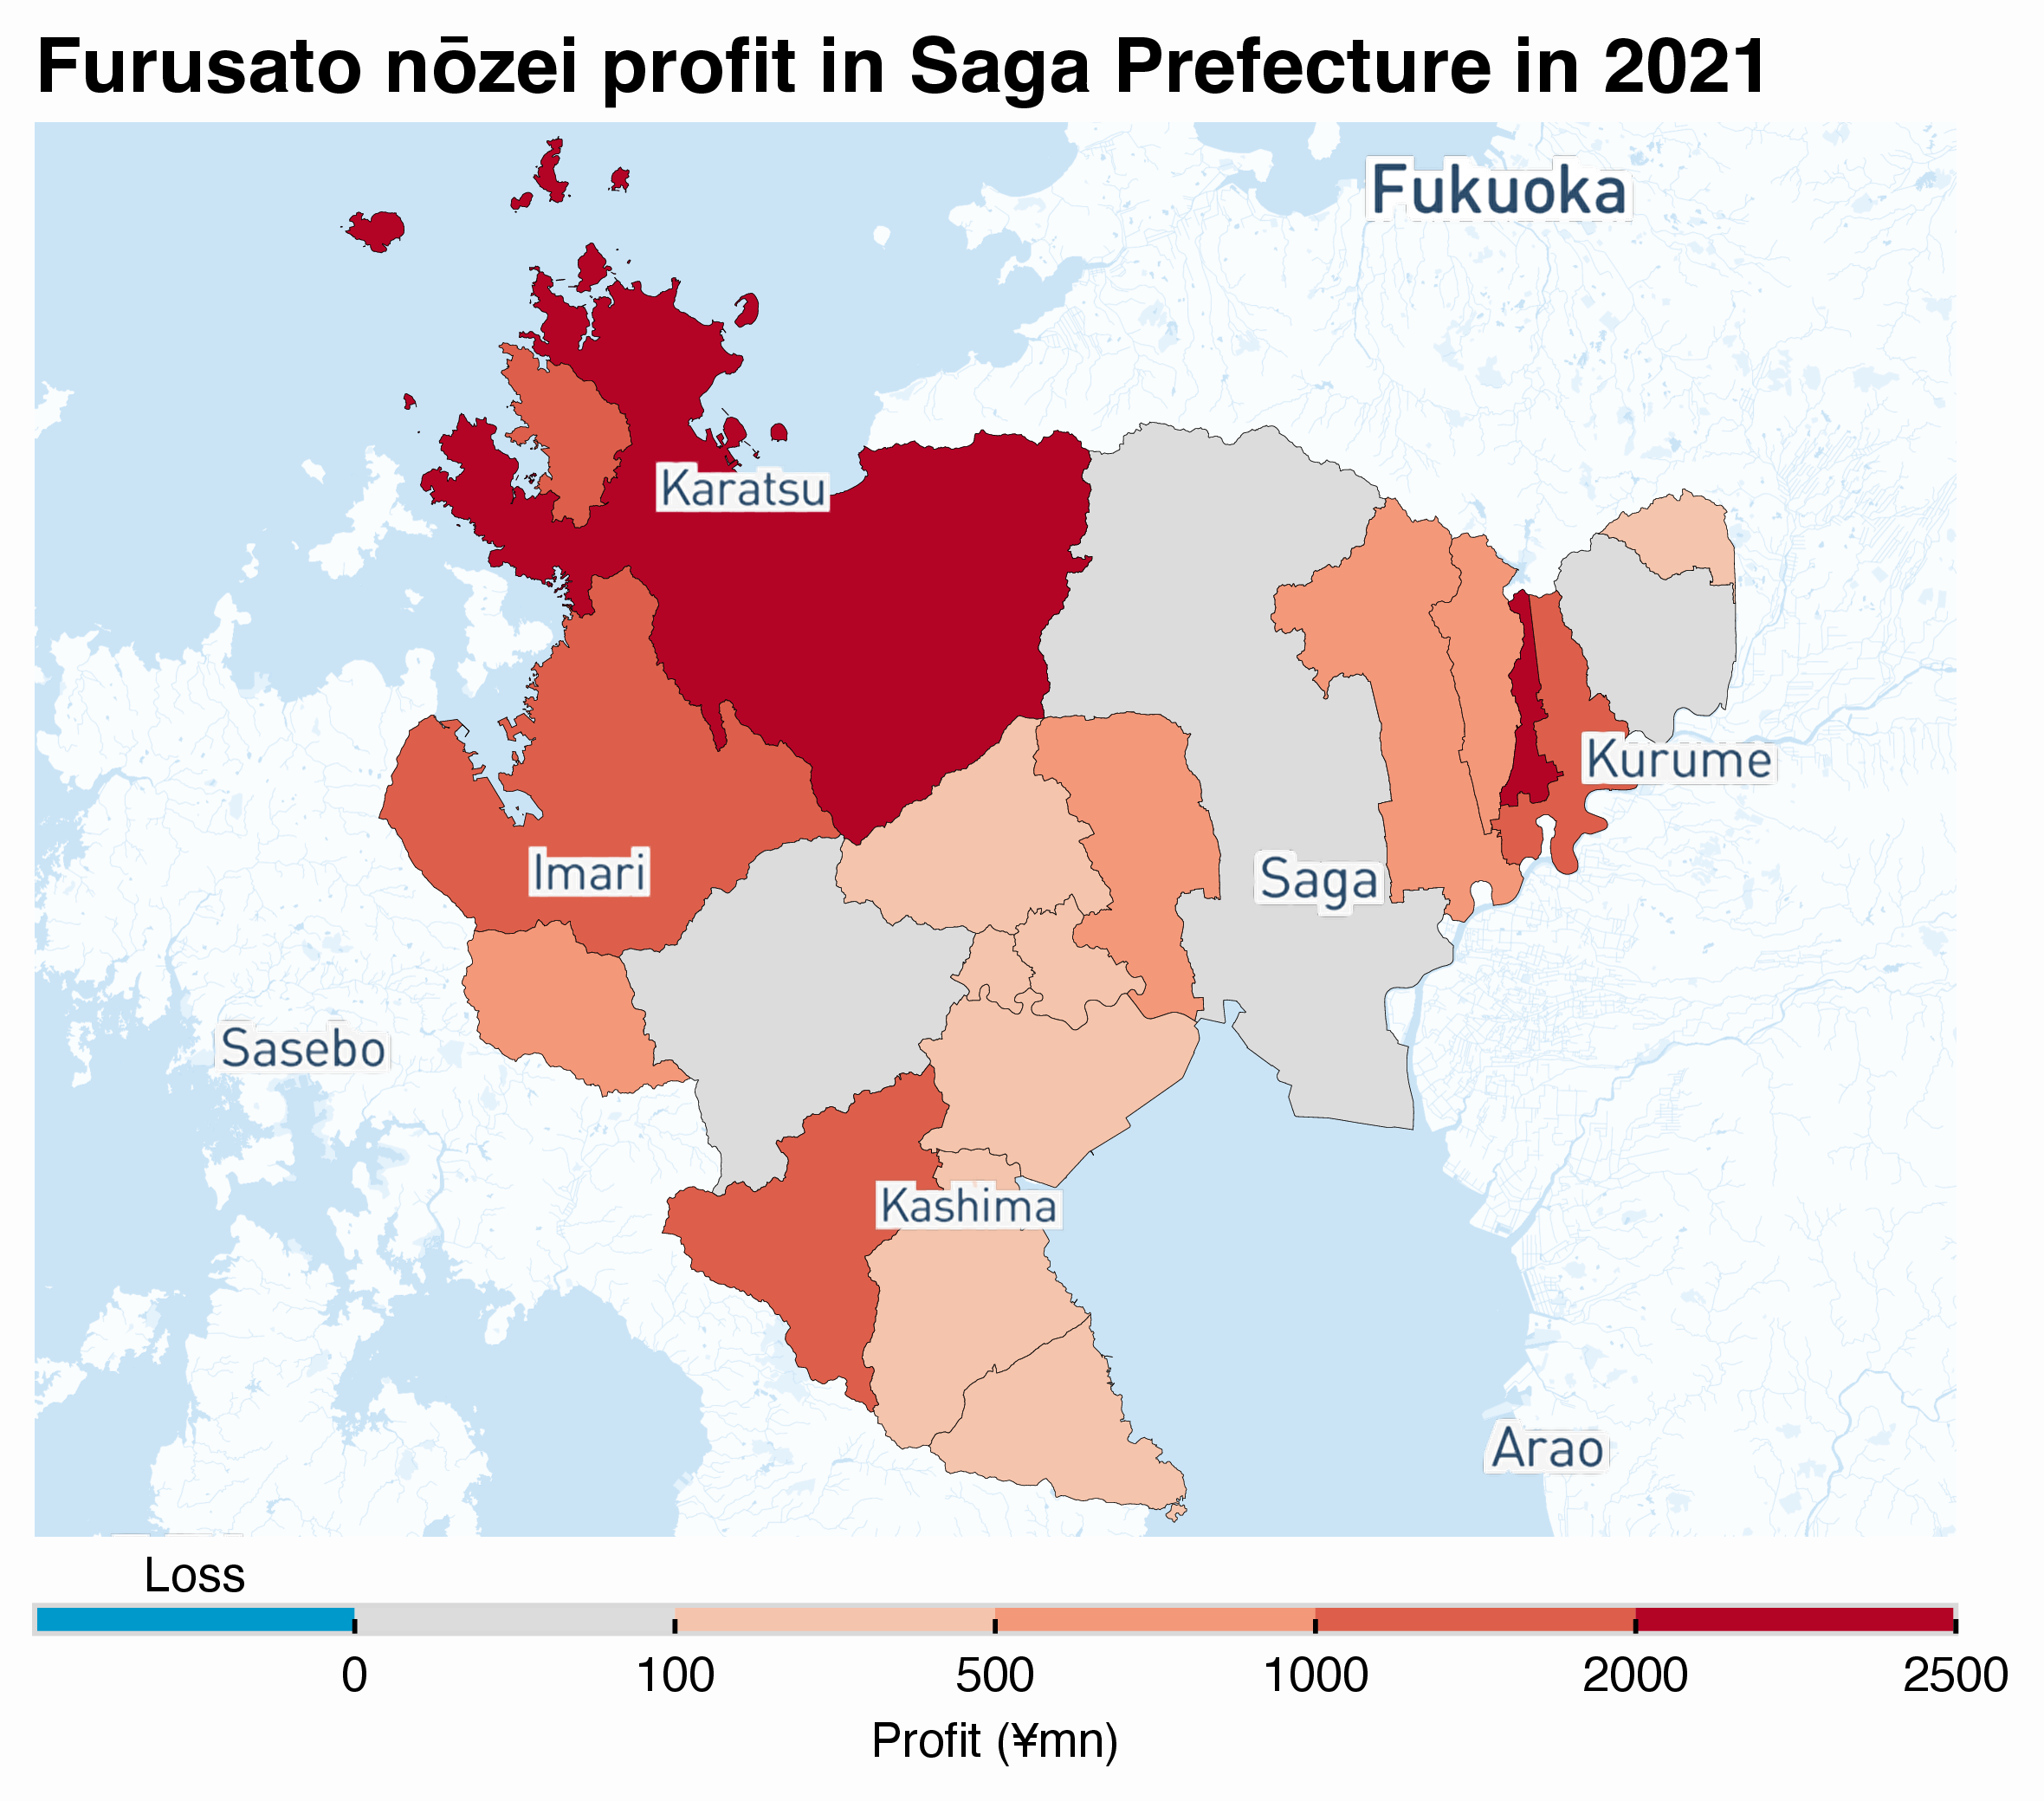 Furusato nōzei profit in Saga Prefecture in 2021
Fukuoka
Karatsu
Kurume
Imari
Saga
Sasebo
Kashima
Arao
Loss
0
100
500
1000
2000
2500
Profit (¥mn)